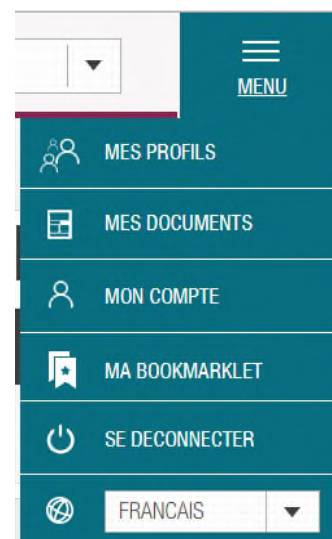 MENU
MES PROFILS
MES DOCUMENTS
MON COMPTE
MA BOOKMARKLET
SE DECONNECTER
FRANCAIS